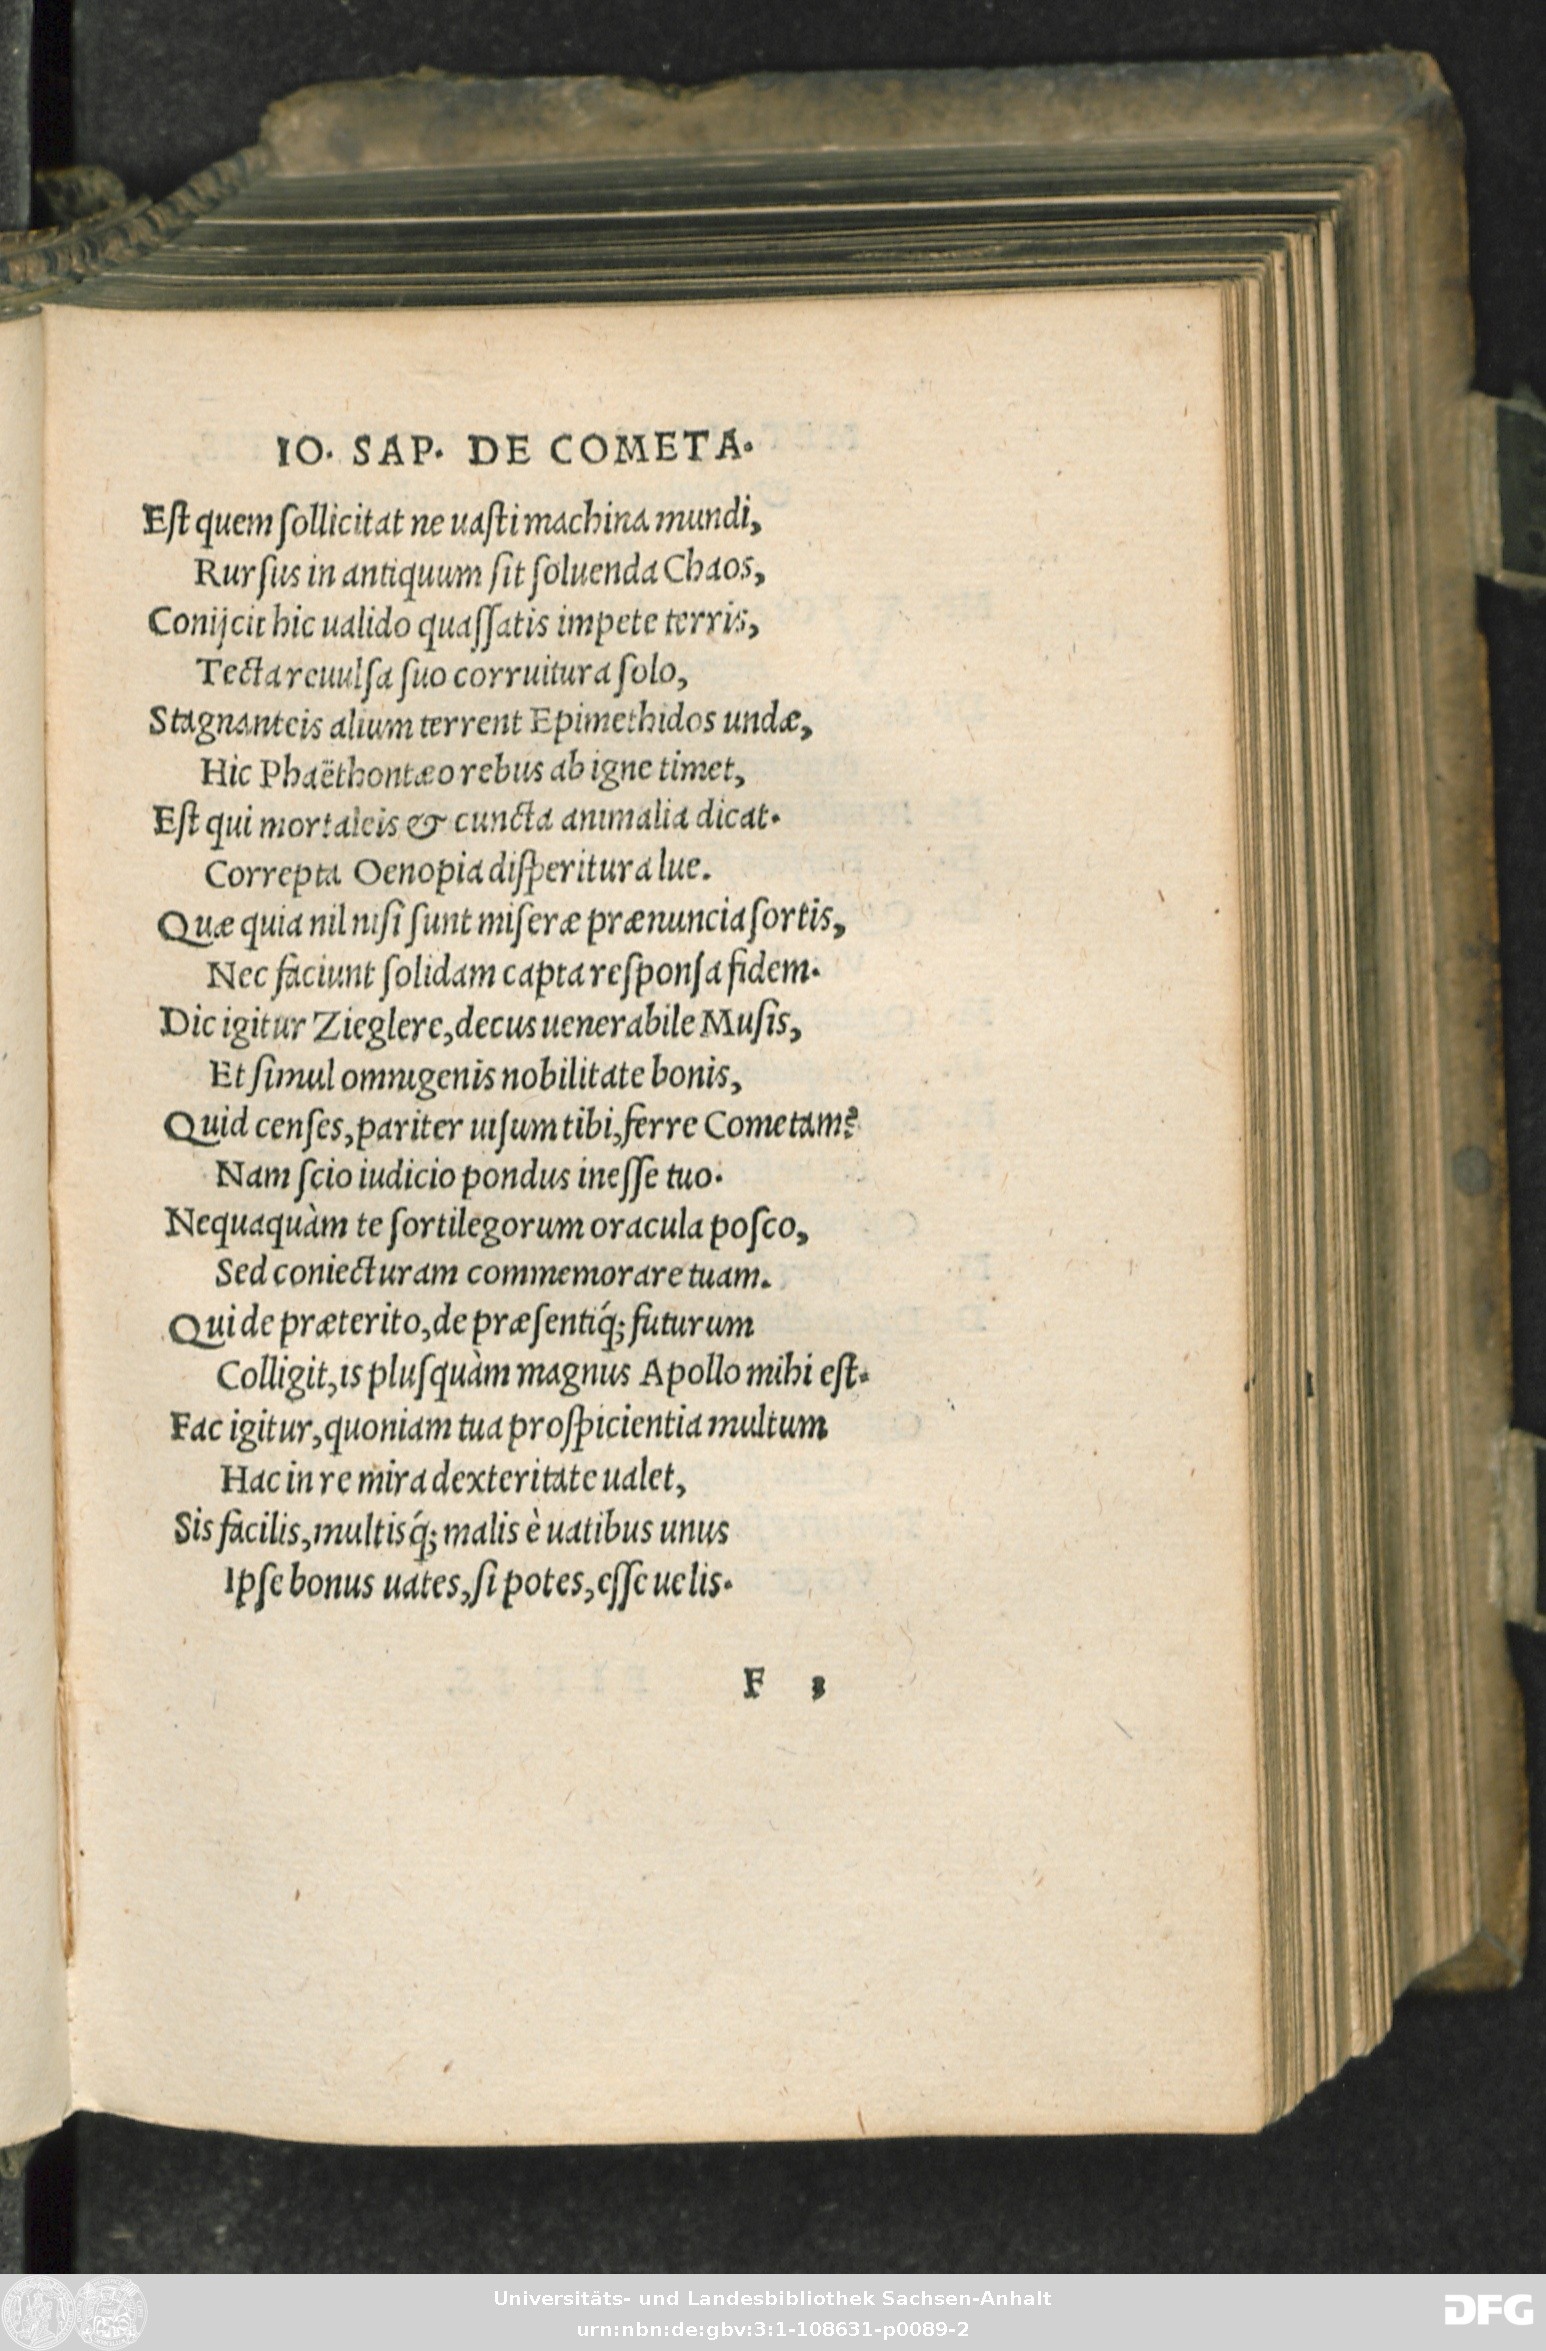 IO. SAP. DE COMETA.
Eſt quem ſollicitat ne uaſti machina mundi,
Rurſus in antiquum ſit ſoluenda Chaos,
Conijcit hic ualido quaſſatis impete terris,
Tecta reuulſa ſuo corruitura ſolo,
Stagnanteis alium terrent Epimethidos undæ,
Hic Phaëthontæo rebus ab igne timet,
Eſt qui mortaleis & cuncta animalia dicat.
Correpta Oenopia diſperitura lue.
Quæ quia nil niſi ſunt miſeræ prænuncia ſortis,
Nec faciunt ſolidam capta reſponſa fidem.
Dic igitur Zieglere, decus uenerabile Muſis,
Et ſimul omnigenis nobilitate bonis,
Quid cenſes, pariter uiſum tibi, ferre Cometam?
Nam ſcio iudicio pondus ineſſe tuo.
Nequaquàm te ſortilegorum oracula poſco,
Sed coniecturam commemorare tuam.
Qui de præterito, de præſentiq́; futurum
Colligit, is pluſquàm magnus Apollo mihi eſt.
Fac igitur, quoniam tua proſpicientia multum
Hac in re mira dexteritate ualet,
Sis facilis, multisq́; malis è uatibus unus
Ipſe bonus uates, ſi potes, eſſe uelis.
F 3
Universitäts- und Landesbibliothek Sachsen-Anhalt
urn:nbn:de:gbv:3:1-108631-p0089-2
DFG